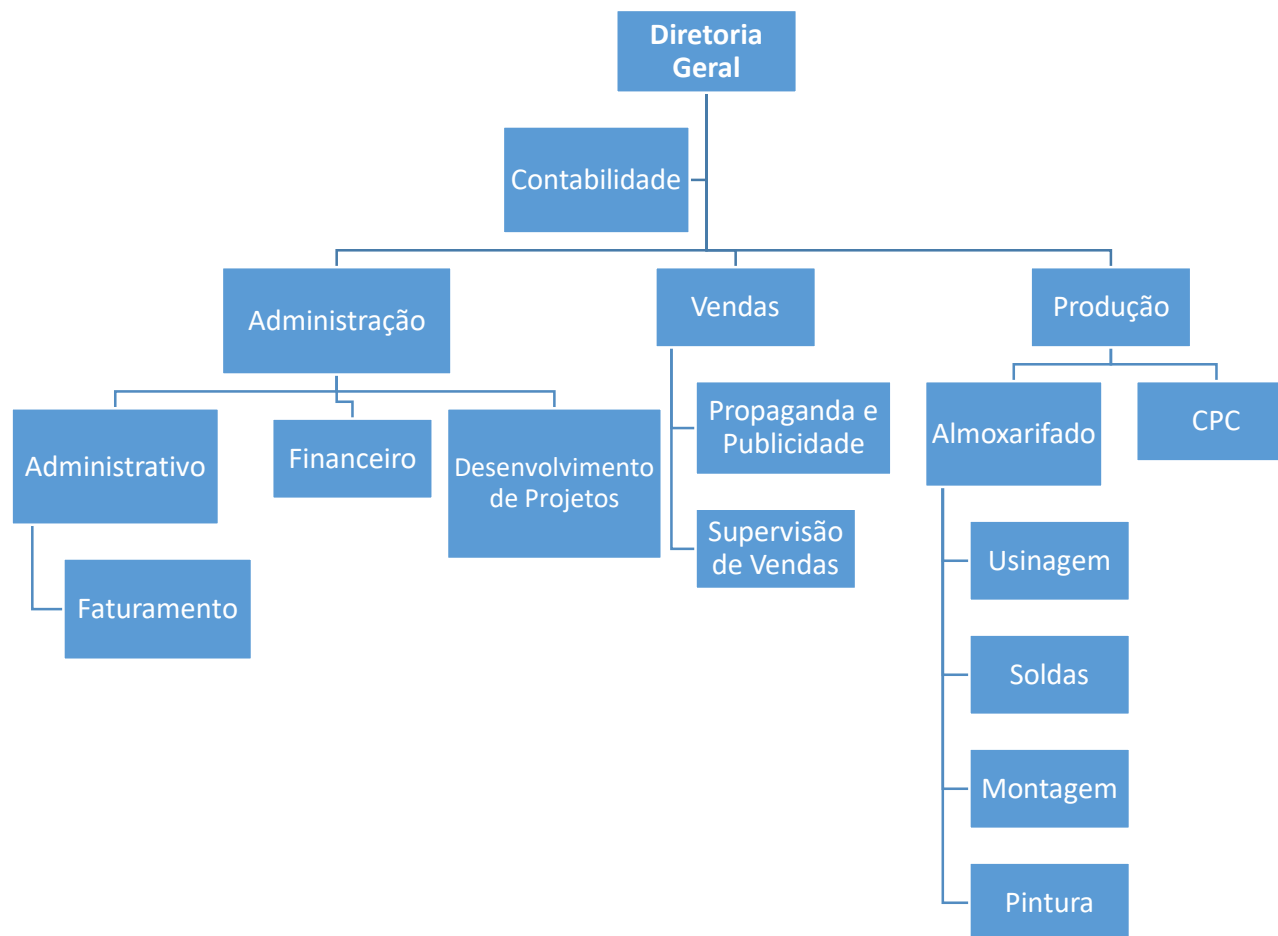 Diretoria
Geral
Contabilidade
Administração
Vendas
Produção
Administrativo
Financeiro
Desenvolvimento
de Projetos
Propaganda e
Publicidade
Almoxarifado
CPC
Faturamento
Supervisão
de Vendas
Usinagem
Soldas
Montagem
Pintura